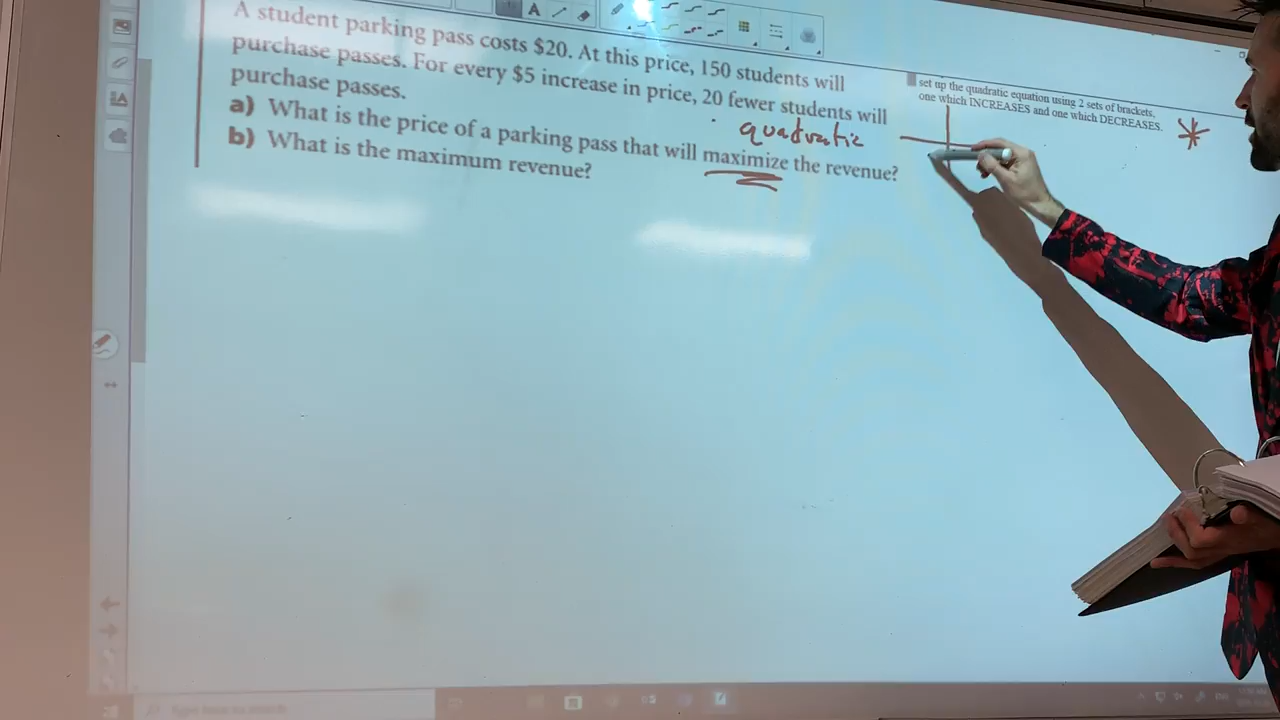 A student parking pass costs $20. At this price, 150 students will
purchase passes. For every $5 increase in price, 20 fewer students will
purchase passes.
a) What is the price of a parking pass that will maximize the revenue?
b) What is the maximum revenue?
quadratic
set up the quadratic equation using 2 sets of brackets,
one which INCREASES and one which DECREASES.